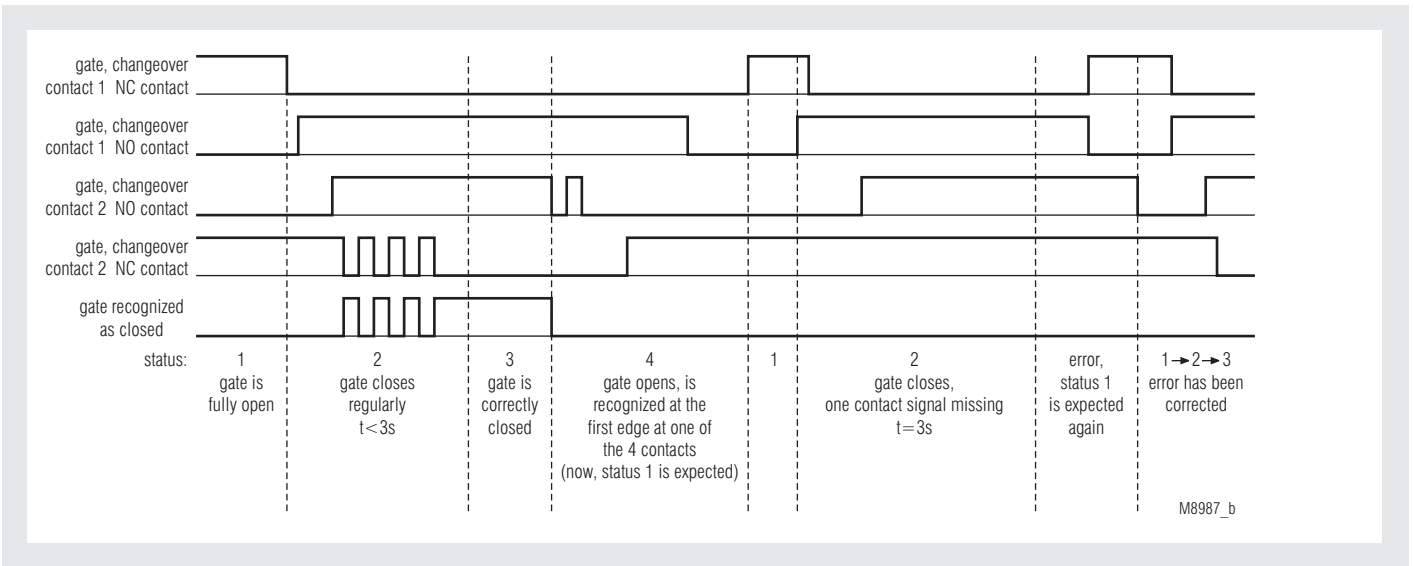 gate, changeover
contact 1 NC contact
gate, changeover
contact 1 NO contact
gate, changeover
contact 2 NO contact
gate, changeover
contact 2 NC contact
gate recognized
as closed
status:
1
gate is
fully open
2
gate closes
regularly
t<3s
3
gate is
correctly
closed
4
gate opens, is
recognized at the
first edge at one of
the 4 contacts
(now, status 1 is expected)
1
2
gate closes,
one contact signal missing
t=3s
error,
status 1
is expected
again
1→2→3
error has been
corrected
M8987_b